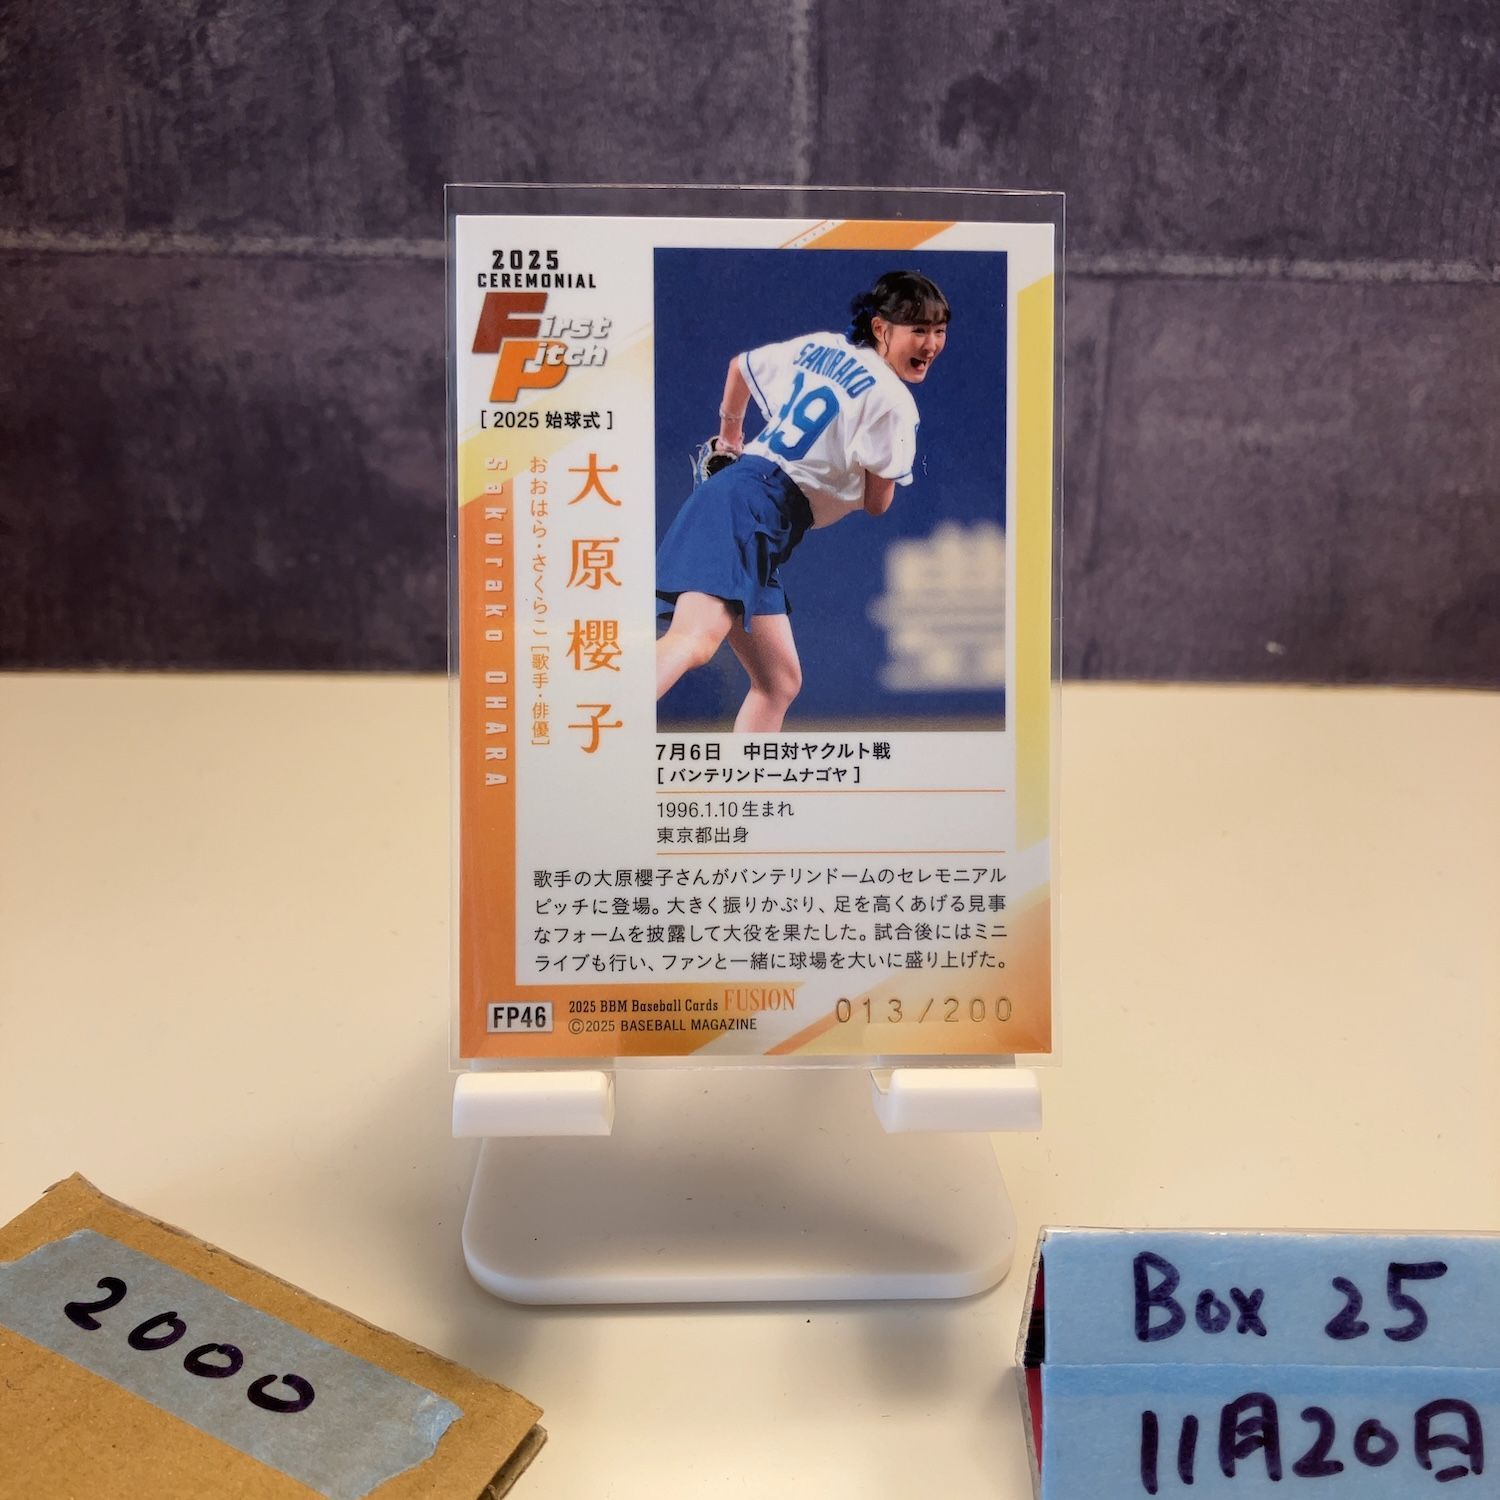 2025
CEREMONIAL
First
Pitch
[ 2025 始球式 ]
Sakurako OHARA
おおはら・さくらこ [歌手・俳優]
大原櫻子
SAKURAKO
39
7月6日 中日対ヤクルト戦
[ バンテリンドームナゴヤ ]
1996.1.10生まれ
東京都出身
歌手の大原櫻子さんがバンテリンドームのセレモニアル
ピッチに登場。大きく振りかぶり、足を高くあげる見事
なフォームを披露して大役を果たした。試合後にはミニ
ライブも行い、ファンと一緒に球場を大いに盛り上げた。
FP46
2025 BBM Baseball Cards FUSION
©2025 BASEBALL MAGAZINE
013/200
2000
Box 25
11月20日